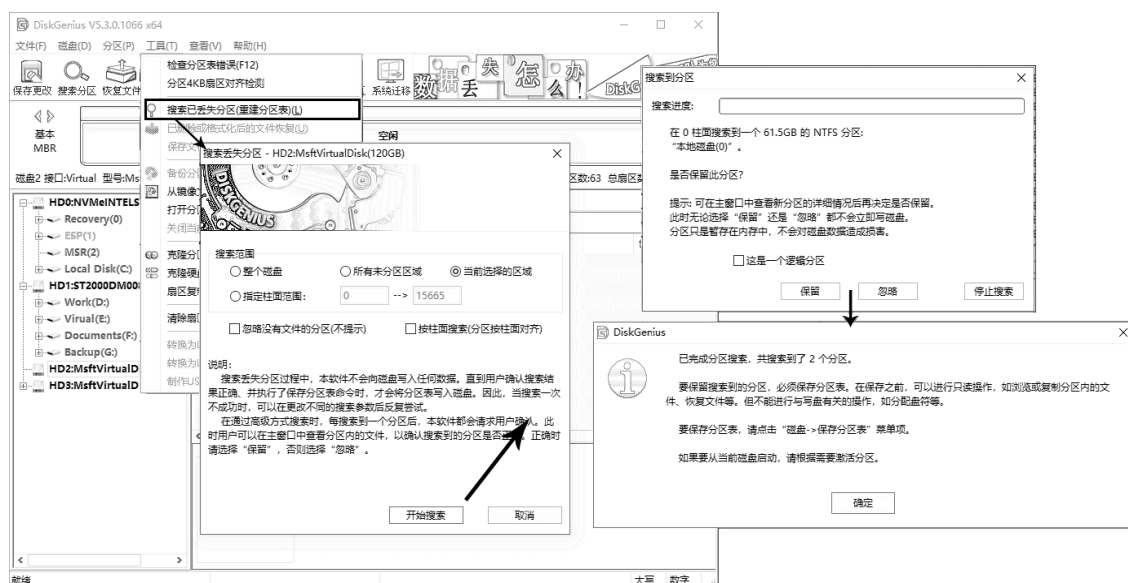 DiskGenius V5.3.0.1066 x64
文件(F) 磁盘(D) 分区(P) 工具(T) 查看(V) 帮助(H)
保存更改 搜索分区 恢复文件
系统迁移
数据丢失怎么办!
DiskG
检查分区表错误(F12)
分区4KB扇区对齐检测
搜索已丢失分区(重建分区表)(L)
已删除或格式化后的文件恢复(U)
保存文
备份分
从镜像
打开分
关闭当
克隆分
克隆硬
扇区复
清除扇
转换为
转换为
制作US
基本
MBR
空闲
磁盘2 接口:Virtual 型号:Ms
区数:63 总扇区数
HD0:NVMeINTELS
Recovery(0)
ESP(1)
MSR(2)
Local Disk(C:)
HD1:ST2000DM00
Work(D:)
Virual(E:)
Documents(F:)
Backup(G:)
HD2:MsftVirtualD
HD3:MsftVirtualD
就绪
大写 数字
搜索丢失分区 - HD2:MsftVirtualDisk(120GB)
DISKGENIUS
搜索范围
整个磁盘 所有未分区区域 当前选择的区域
指定柱面范围: 0 --> 15665
忽略没有文件的分区(不提示) 按柱面搜索(分区按柱面对齐)
说明:
搜索丢失分区过程中，本软件不会向磁盘写入任何数据。直到用户确认搜索结
果正确、并执行了保存分区表命令时，才会将分区表写入磁盘。因此，当搜索一次
不成功时，可以在更改不同的搜索参数后反复尝试。
在通过高级方式搜索时，每搜索到一个分区后，本软件都会请求用户确认。此
时用户可以在主窗口中查看分区内的文件，以确认搜索到的分区是否正确。正确时
请选择“保留”，否则选择“忽略”。
开始搜索 取消
搜索到分区
搜索进度:
在 0 柱面搜索到一个 61.5GB 的 NTFS 分区:
“本地磁盘(0)”。
是否保留此分区?
提示: 可在主窗口中查看新分区的详细情况后再决定是否保留。
此时无论选择“保留”还是“忽略”都不会立即写磁盘。
分区只是暂存在内存中，不会对磁盘数据造成损害。
这是一个逻辑分区
保留 忽略 停止搜索
DiskGenius
已完成分区搜索，共搜索到了 2 个分区。
要保留搜索到的分区，必须保存分区表。在保存之前，可以进行只读操作，如浏览或复制分区内的文
件、恢复文件等。但不能进行与写盘有关的操作，如分配盘符等。
要保存分区表，请点击“磁盘->保存分区表”菜单项。
如果要从当前磁盘启动，请根据需要激活分区。
确定